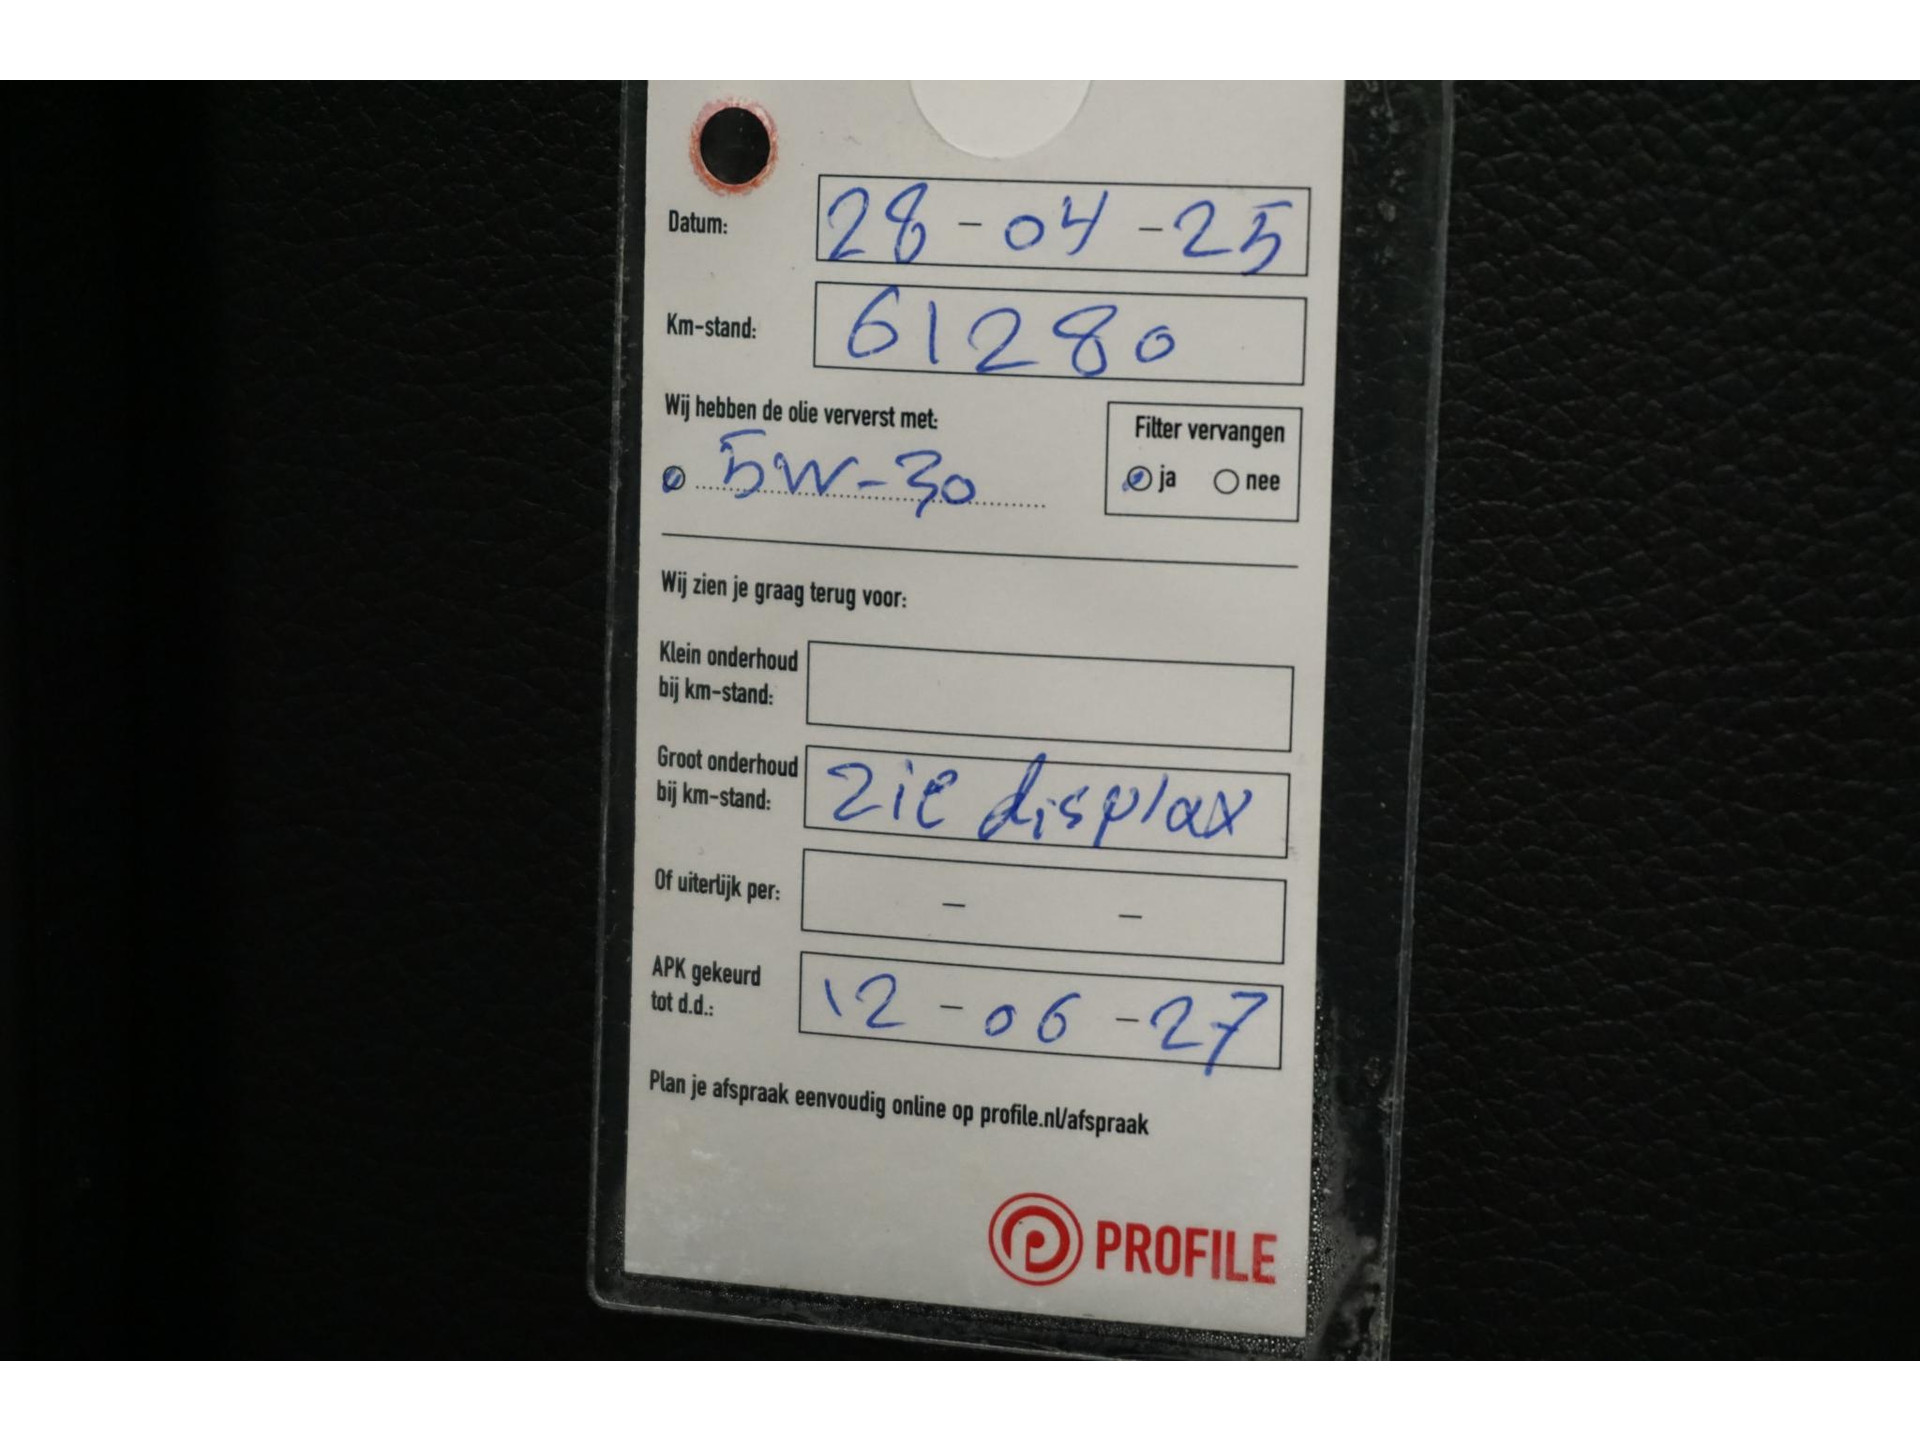 Datum: 28-04-25
Km-stand: 61280
Wij hebben de olie ververst met:
5W-30
Filter vervangen
ja nee
Wij zien je graag terug voor:
Klein onderhoud
bij km-stand:
Groot onderhoud
bij km-stand: zie display
Of uiterlijk per: - -
APK gekeurd
tot d.d.: 12-06-27
Plan je afspraak eenvoudig online op profile.nl/afspraak
PROFILE